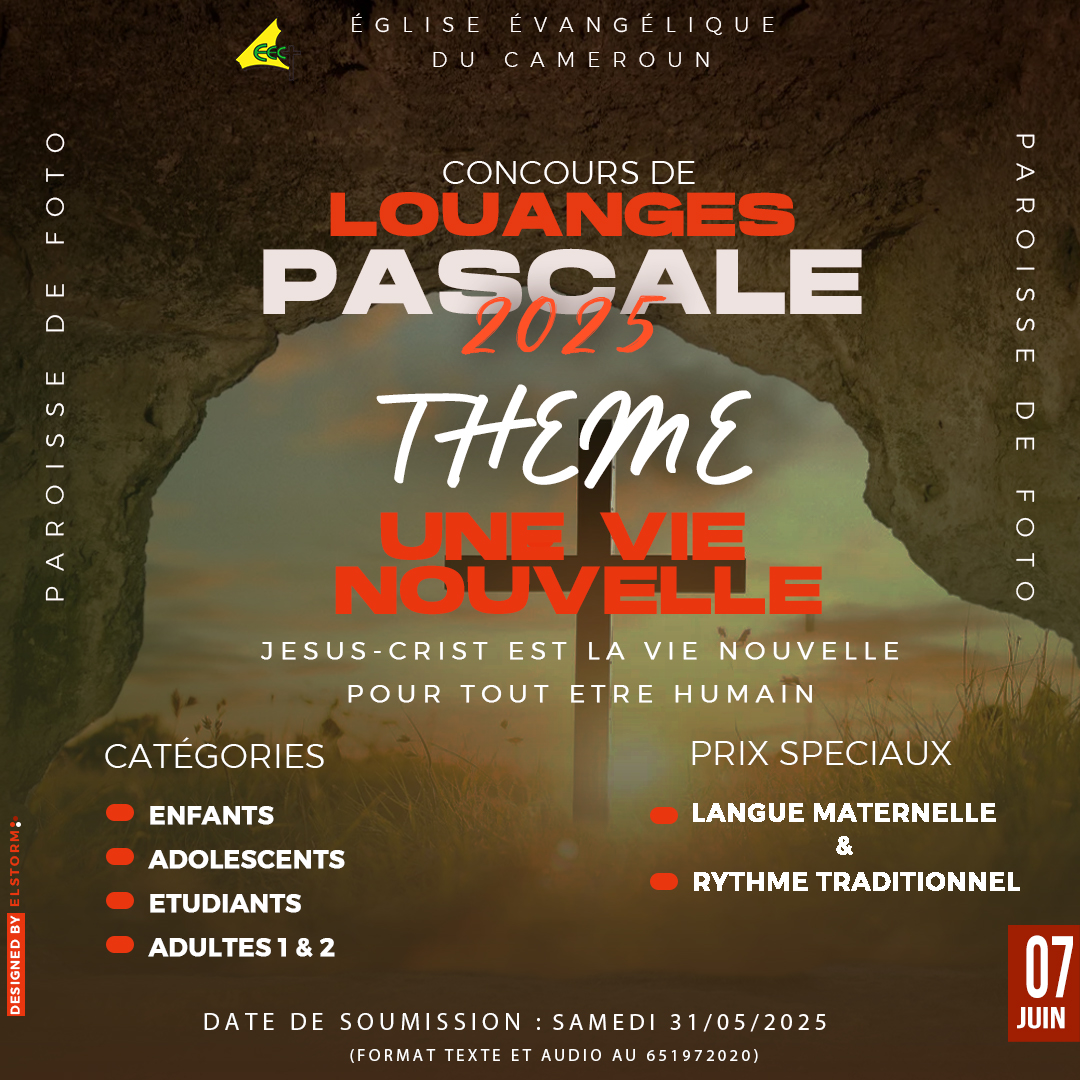 EEC
ÉGLISE ÉVANGÉLIQUE
DU CAMEROUN
PAROISSE DE FOTO
PAROISSE DE FOTO
CONCOURS DE
LOUANGES
PASCALE
2025
THEME
UNE VIE
NOUVELLE
JESUS-CRIST EST LA VIE NOUVELLE
POUR TOUT ETRE HUMAIN
CATÉGORIES
ENFANTS
ADOLESCENTS
ETUDIANTS
ADULTES 1 & 2
PRIX SPECIAUX
LANGUE MATERNELLE
&
RYTHME TRADITIONNEL
DESIGNED BY ELSTORM
07
JUIN
DATE DE SOUMISSION : SAMEDI 31/05/2025
(FORMAT TEXTE ET AUDIO AU 651972020)